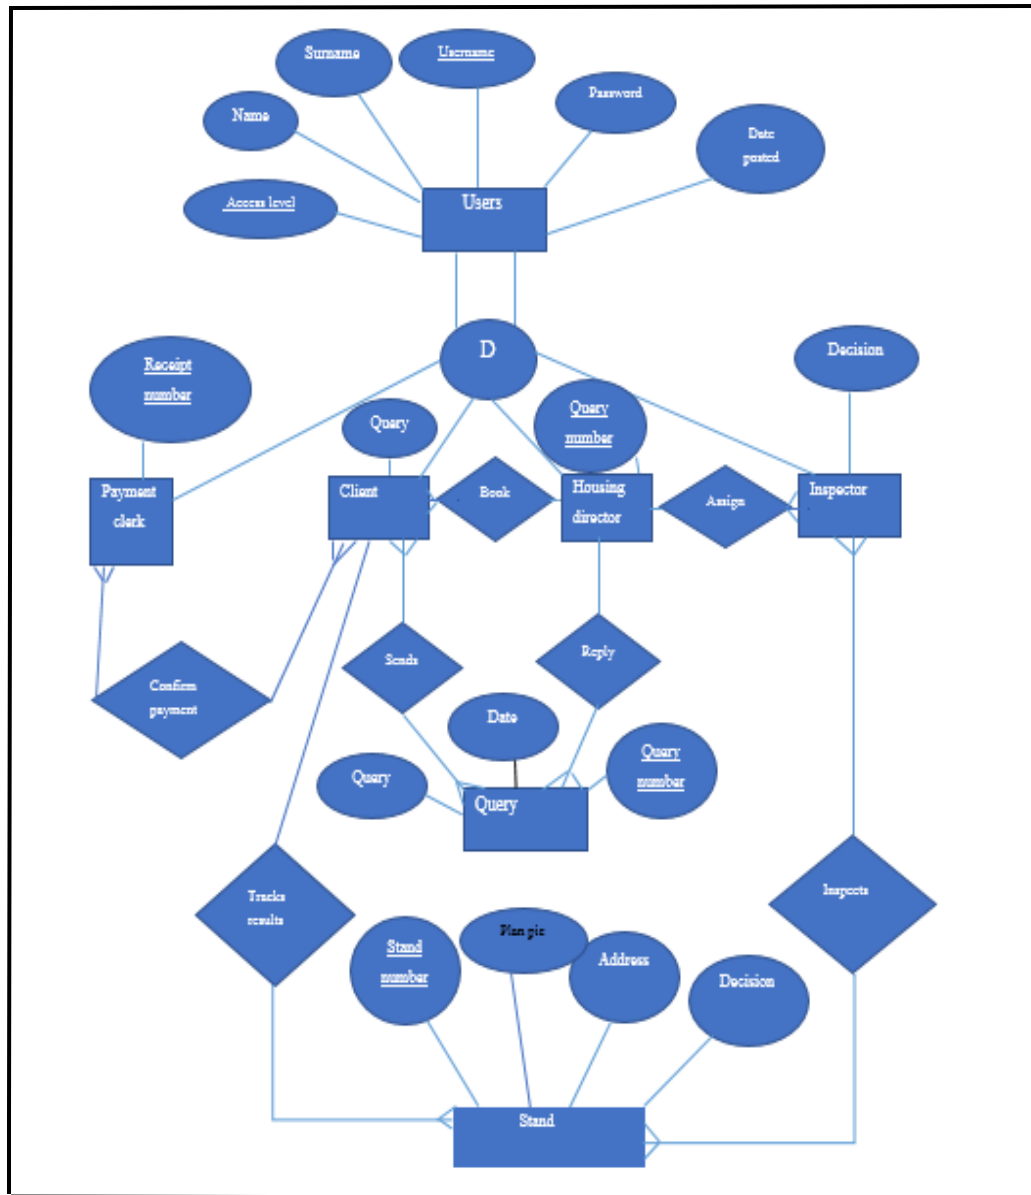 Surname
Username
Password
Name
Date
posted
Access level
Users
D
Decision
Receipt
number
Query
Query
number
Payment
clerk
Client
Book
Housing
director
Assign
Inspector
Sends
Reply
Confirm
payment
Date
Query
Query
number
Query
Tracks
results
Inspects
Stand
number
Plan pic
Address
Decision
Stand